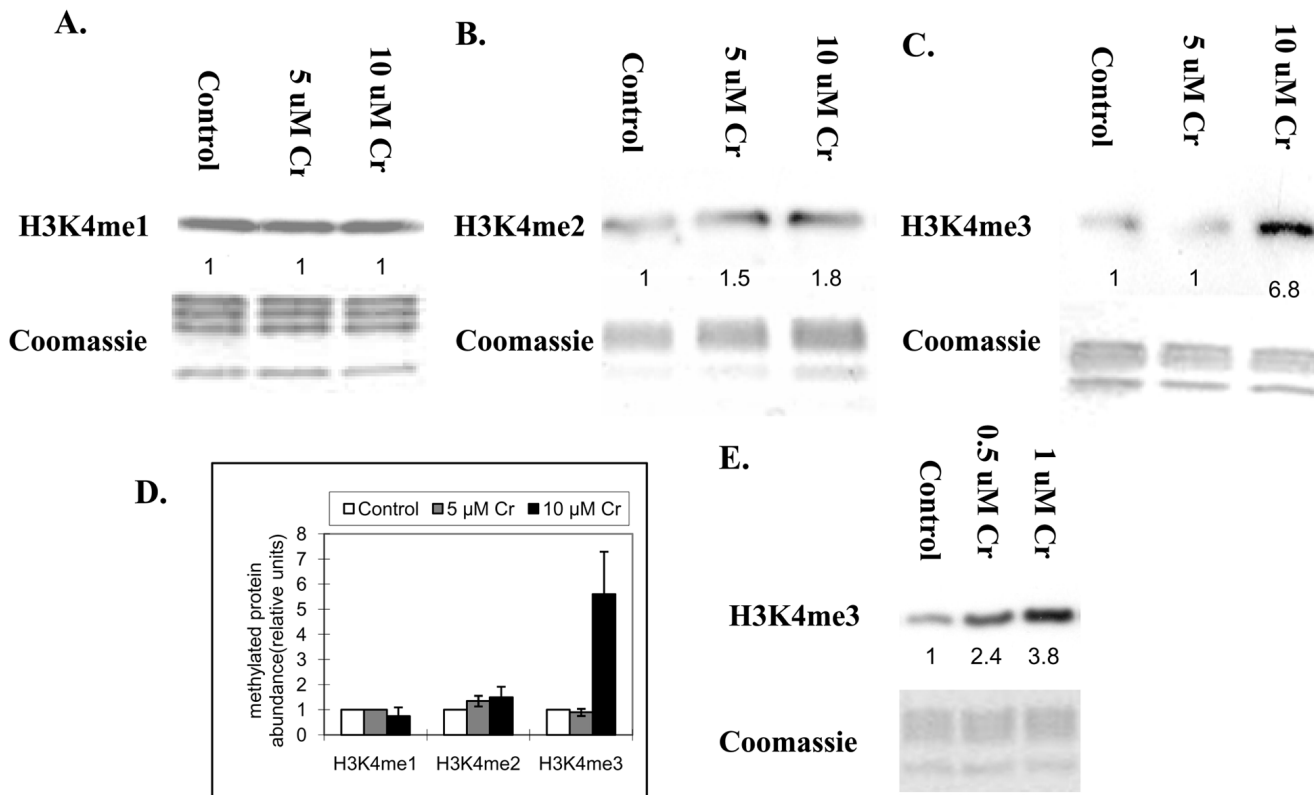 A.
Control
5 uM Cr
10 uM Cr
H3K4me1
1 1 1
Coomassie
B.
Control
5 uM Cr
10 uM Cr
H3K4me2
1 1.5 1.8
Coomassie
C.
Control
5 uM Cr
10 uM Cr
H3K4me3
1 1 6.8
Coomassie
D.
Control 5 µM Cr 10 µM Cr
methylated protein
abundance(relative units)
8
7
6
5
4
3
2
1
0
H3K4me1 H3K4me2 H3K4me3
E.
Control
0.5 uM Cr
1 uM Cr
H3K4me3
1 2.4 3.8
Coomassie